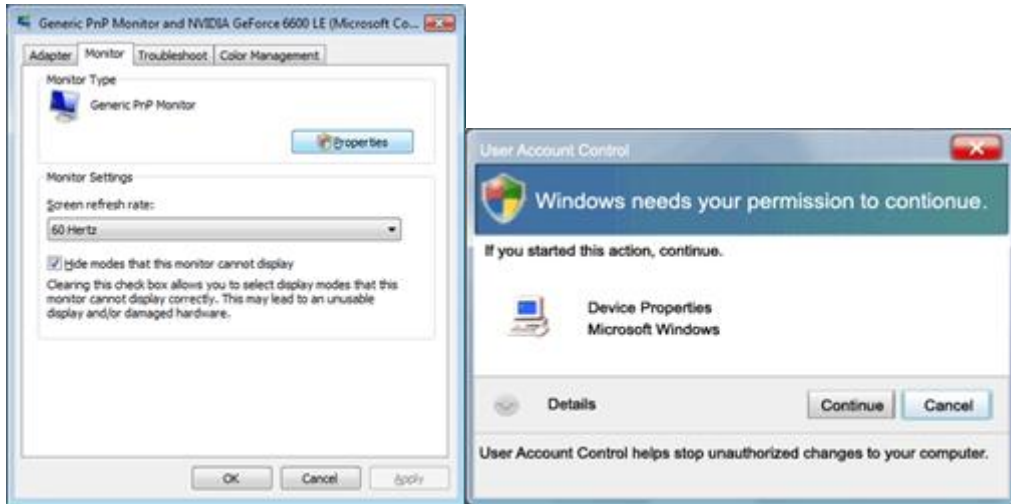 Generic PnP Monitor and NVIDIA GeForce 6600 LE (Microsoft Co...
Adapter Monitor Troubleshoot Color Management
Monitor Type
Generic PnP Monitor
Properties
Monitor Settings
Screen refresh rate:
60 Hertz
Hide modes that this monitor cannot display
Clearing this check box allows you to select display modes that this
monitor cannot display correctly. This may lead to an unusable
display and/or damaged hardware.
OK Cancel Apply
User Account Control
Windows needs your permission to contionue.
If you started this action, continue.
Device Properties
Microsoft Windows
Details Continue Cancel
User Account Control helps stop unauthorized changes to your computer.